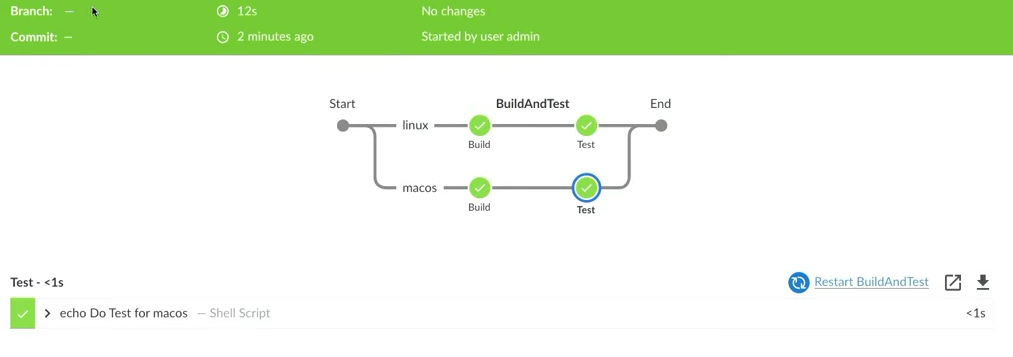 Branch: — 12s No changes
Commit: — 2 minutes ago Started by user admin
Start BuildAndTest End
linux
Build Test
macos
Build Test
Test - <1s Restart BuildAndTest
echo Do Test for macos — Shell Script <1s